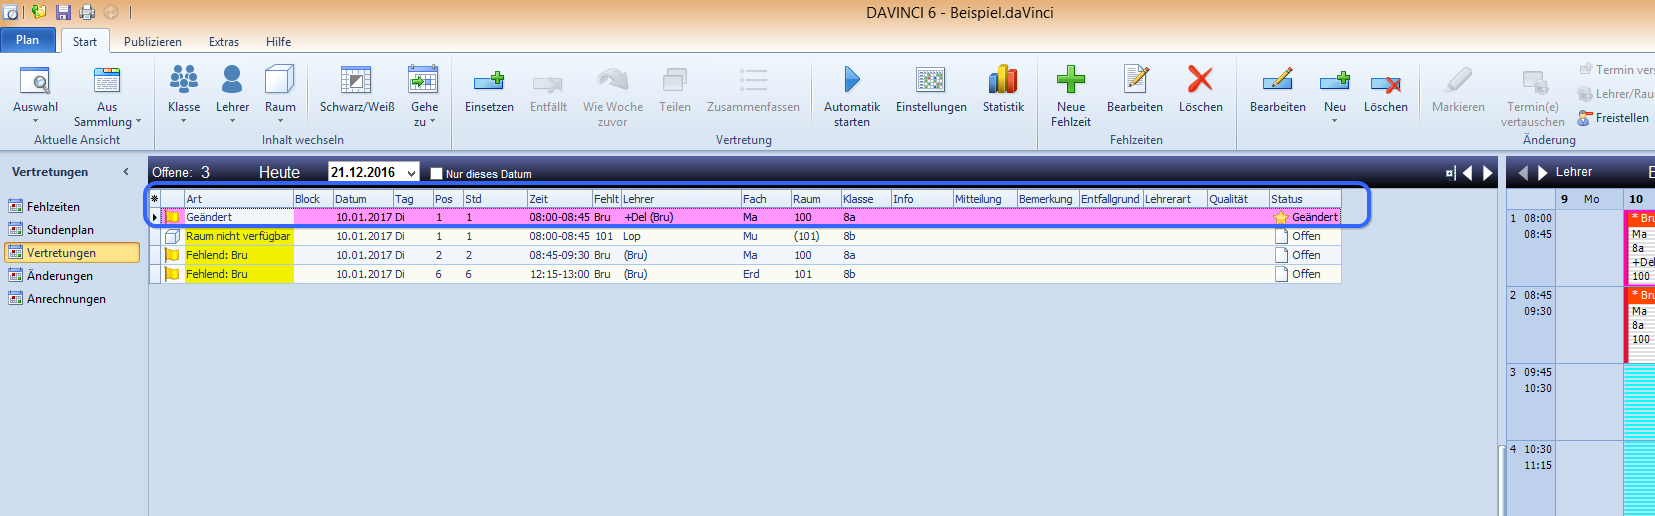 DAVINCI 6 - Beispiel.daVinci
Plan Start Publizieren Extras Hilfe
Auswahl
Aus Sammlung
Aktuelle Ansicht
Klasse
Lehrer
Raum
Schwarz/Weiß
Gehe zu
Inhalt wechseln
Einsetzen
Entfällt
Wie Woche zuvor
Teilen
Zusammenfassen
Automatik starten
Einstellungen
Statistik
Vertretung
Neue Fehlzeit
Bearbeiten
Löschen
Fehlzeiten
Bearbeiten
Neu
Löschen
Markieren
Termin(e) vertauschen
Termin vers
Lehrer/Rau
Freistellen
Änderung
Vertretungen
Fehlzeiten
Stundenplan
Vertretungen
Änderungen
Anrechnungen
Offene: 3 Heute 21.12.2016 Nur dieses Datum
Art Block Datum Tag Pos Std Zeit Fehlt Lehrer Fach Raum Klasse Info Mitteilung Bemerkung Entfallgrund Lehrerart Qualität Status
Geändert 10.01.2017 Di 1 1 08:00-08:45 Bru +Del (Bru) Ma 100 8a Geändert
Raum nicht verfügbar 10.01.2017 Di 1 1 08:00-08:45 101 Lop Mu (101) 8b Offen
Fehlend: Bru 10.01.2017 Di 2 2 08:45-09:30 Bru (Bru) Ma 100 8a Offen
Fehlend: Bru 10.01.2017 Di 6 6 12:15-13:00 Bru (Bru) Erd 101 8b Offen
Lehrer
9 Mo 10
1 08:00
08:45
* Bru
Ma
8a
+Del
100
2 08:45
09:30
* Bru
Ma
8a
100
3 09:45
10:30
4 10:30
11:15